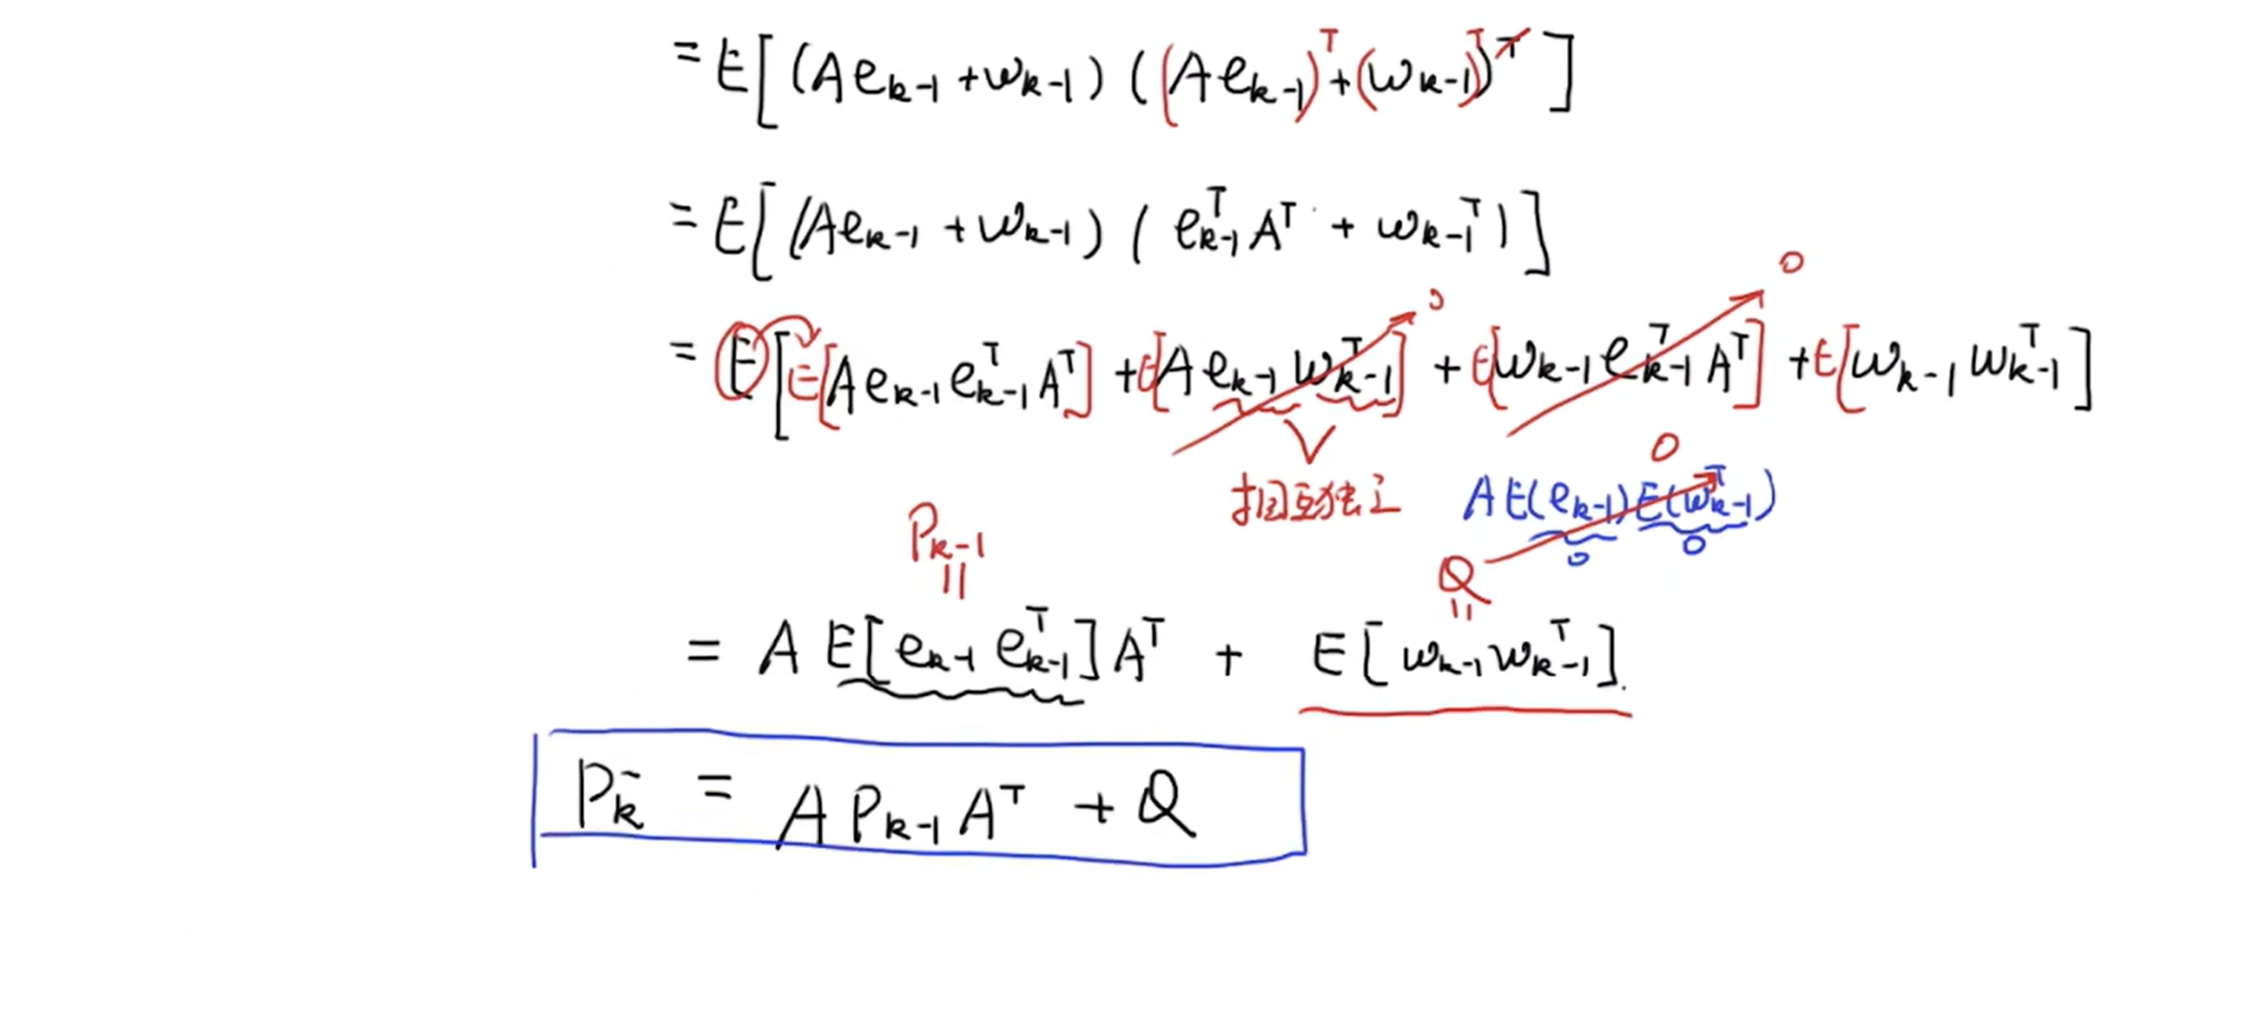 = E[(Ae_{k-1}+w_{k-1})((Ae_{k-1})^T+(w_{k-1})^T)^T]
= E[(Ae_{k-1}+w_{k-1})(e_{k-1}^T A^T + w_{k-1}^T)]
0 0
= E[E[Ae_{k-1}e_{k-1}^T A^T] + E[Ae_{k-1}w_{k-1}^T] + E[w_{k-1}e_{k-1}^T A^T] + E[w_{k-1}w_{k-1}^T]
0
相互独立 AE(e_{k-1})E(w_{k-1}^T)
0 0
P_{k-1} Q
|| ||
= A E[e_{k-1} e_{k-1}^T]A^T + E[w_{k-1}w_{k-1}^T].
P_k^- = A P_{k-1} A^T + Q